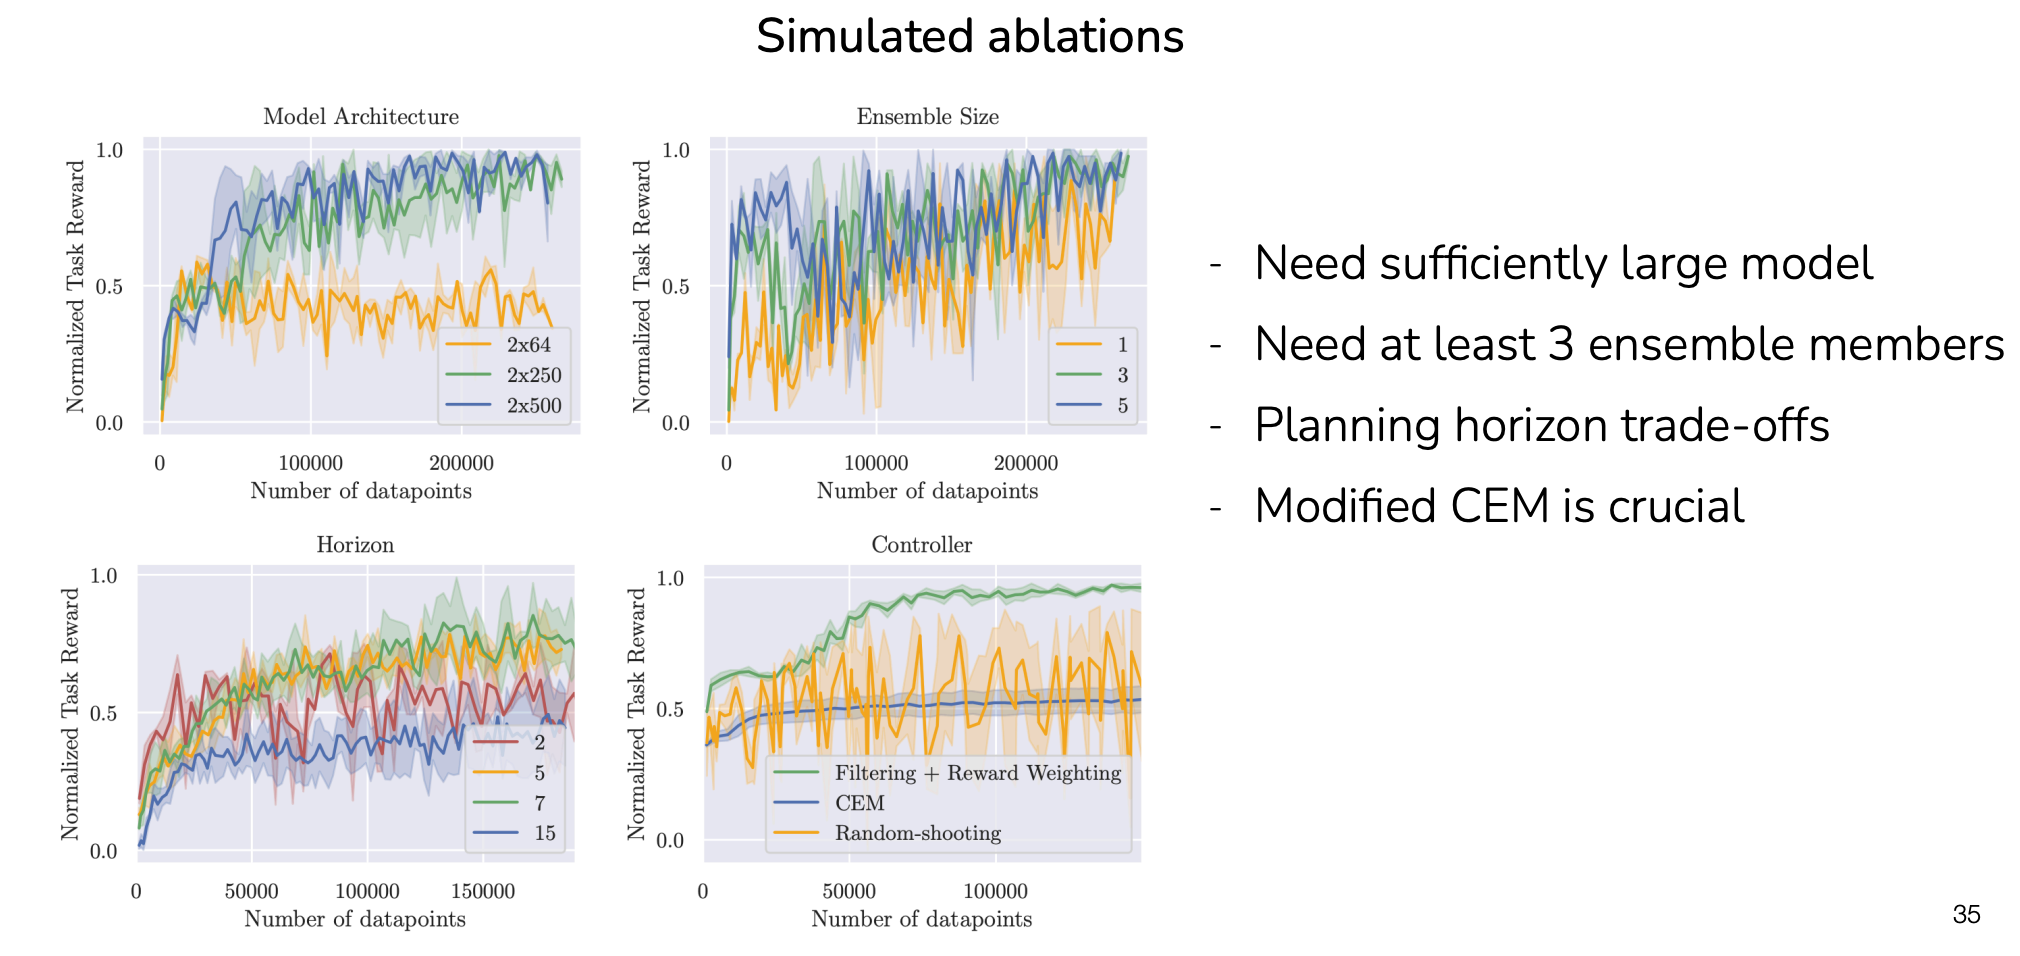 Simulated ablations
Model Architecture
Normalized Task Reward
1.0
0.5
0.0
2x64
2x250
2x500
0
100000
200000
Number of datapoints
Ensemble Size
Normalized Task Reward
1.0
0.5
0.0
1
3
5
0
100000
200000
Number of datapoints
Horizon
Normalized Task Reward
1.0
0.5
0.0
2
5
7
15
0
50000
100000
150000
Number of datapoints
Controller
Normalized Task Reward
1.0
0.5
0.0
Filtering + Reward Weighting
CEM
Random-shooting
0
50000
100000
Number of datapoints
- Need sufficiently large model
- Need at least 3 ensemble members
- Planning horizon trade-offs
- Modified CEM is crucial
35